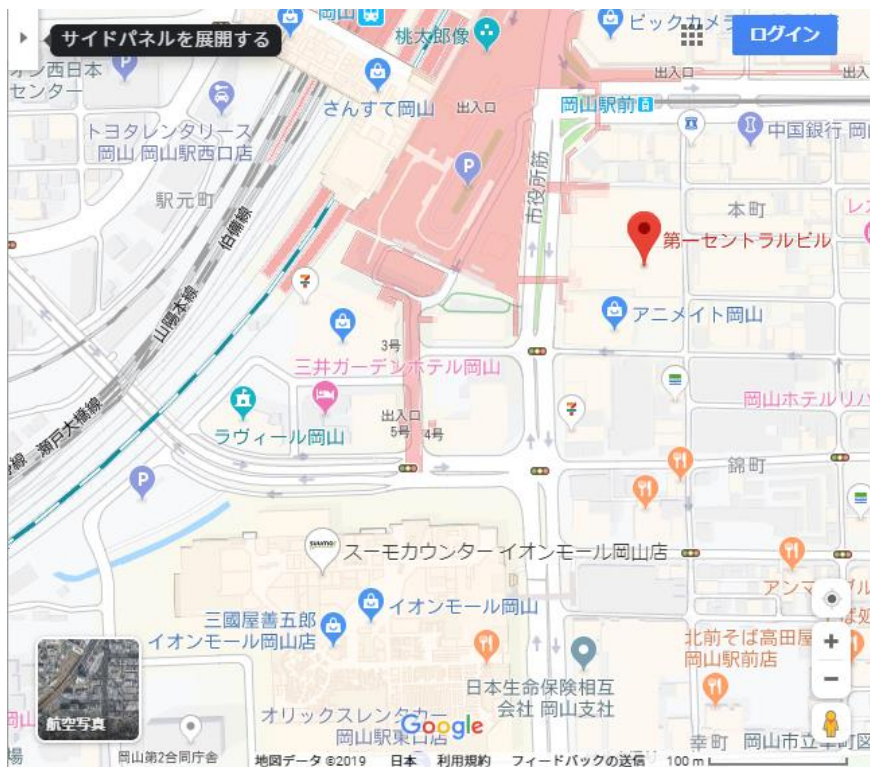 岡山
桃太郎像
ビックカメラ
サイドパネルを展開する
ログイン
オン西日本
センター
さんすて岡山
出入口
出入口
出入
岡山駅前
トヨタレンタリース
岡山 岡山駅西口店
中国銀行 岡
駅元町
市役所筋
本町
レス
伯備線
第一セントラルビル
山陽本線
アニメイト岡山
3号
三井ガーデンホテル岡山
岡山ホテルリバ
瀬戸大橋線
出入口
5号
4号
ラヴィール岡山
錦町
P
suumo
スーモカウンター イオンモール岡山店
アン
三國屋善五郎
イオンモール岡山店
イオンモール岡山
北前そば高田屋
岡山駅前店
ば処
日本生命保険相互
会社 岡山支社
航空写真
オリックスレンタカー
岡山駅東口店
Google
幸町
岡山市立
岡山第2合同庁舎
場
地図データ ©2019
日本
利用規約
フィードバックの送信
100 m